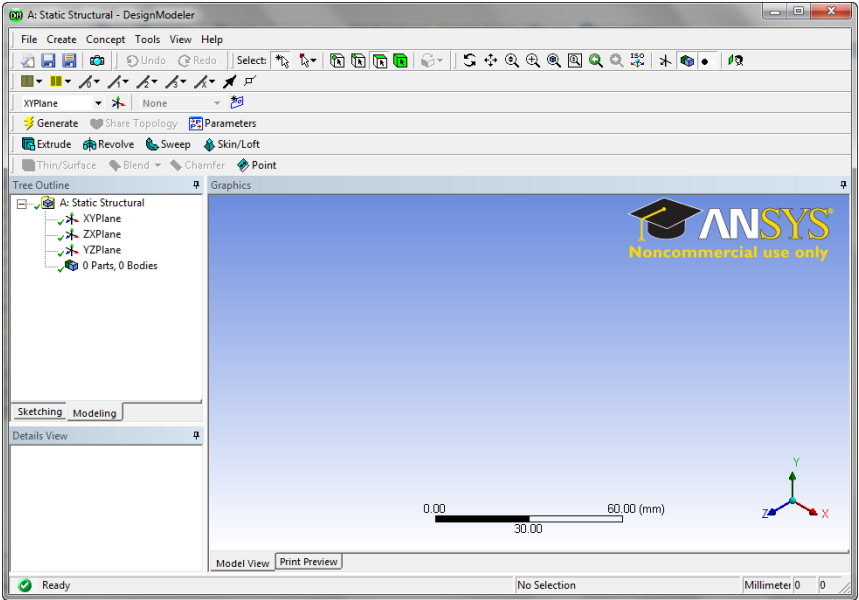 A: Static Structural - DesignModeler
File Create Concept Tools View Help
Undo Redo Select: ISO
XYPlane None
Generate Share Topology Parameters
Extrude Revolve Sweep Skin/Loft
Thin/Surface Blend Chamfer Point
Tree Outline Graphics
A: Static Structural
XYPlane
ZXPlane
YZPlane
0 Parts, 0 Bodies
ANSYS
Noncommercial use only
Sketching Modeling
Details View
Y
Z X
0.00 60.00 (mm)
30.00
Model View Print Preview
Ready No Selection Millimeter 0 0